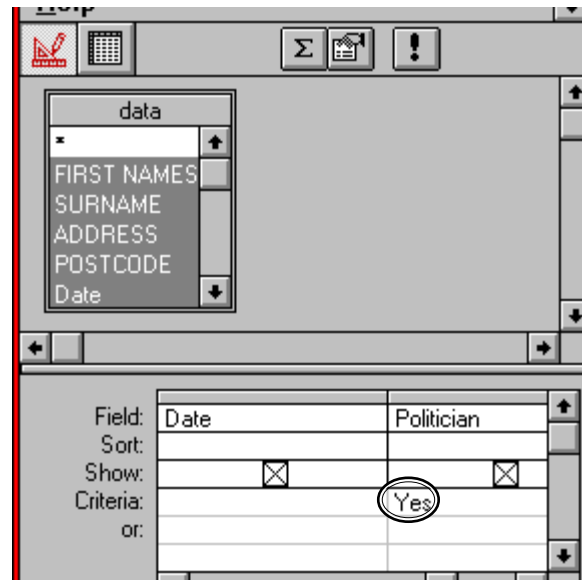 Help
Σ !
data
*
FIRST NAMES
SURNAME
ADDRESS
POSTCODE
Date
Field: Date Politician
Sort:
Show:
Criteria: Yes
or: